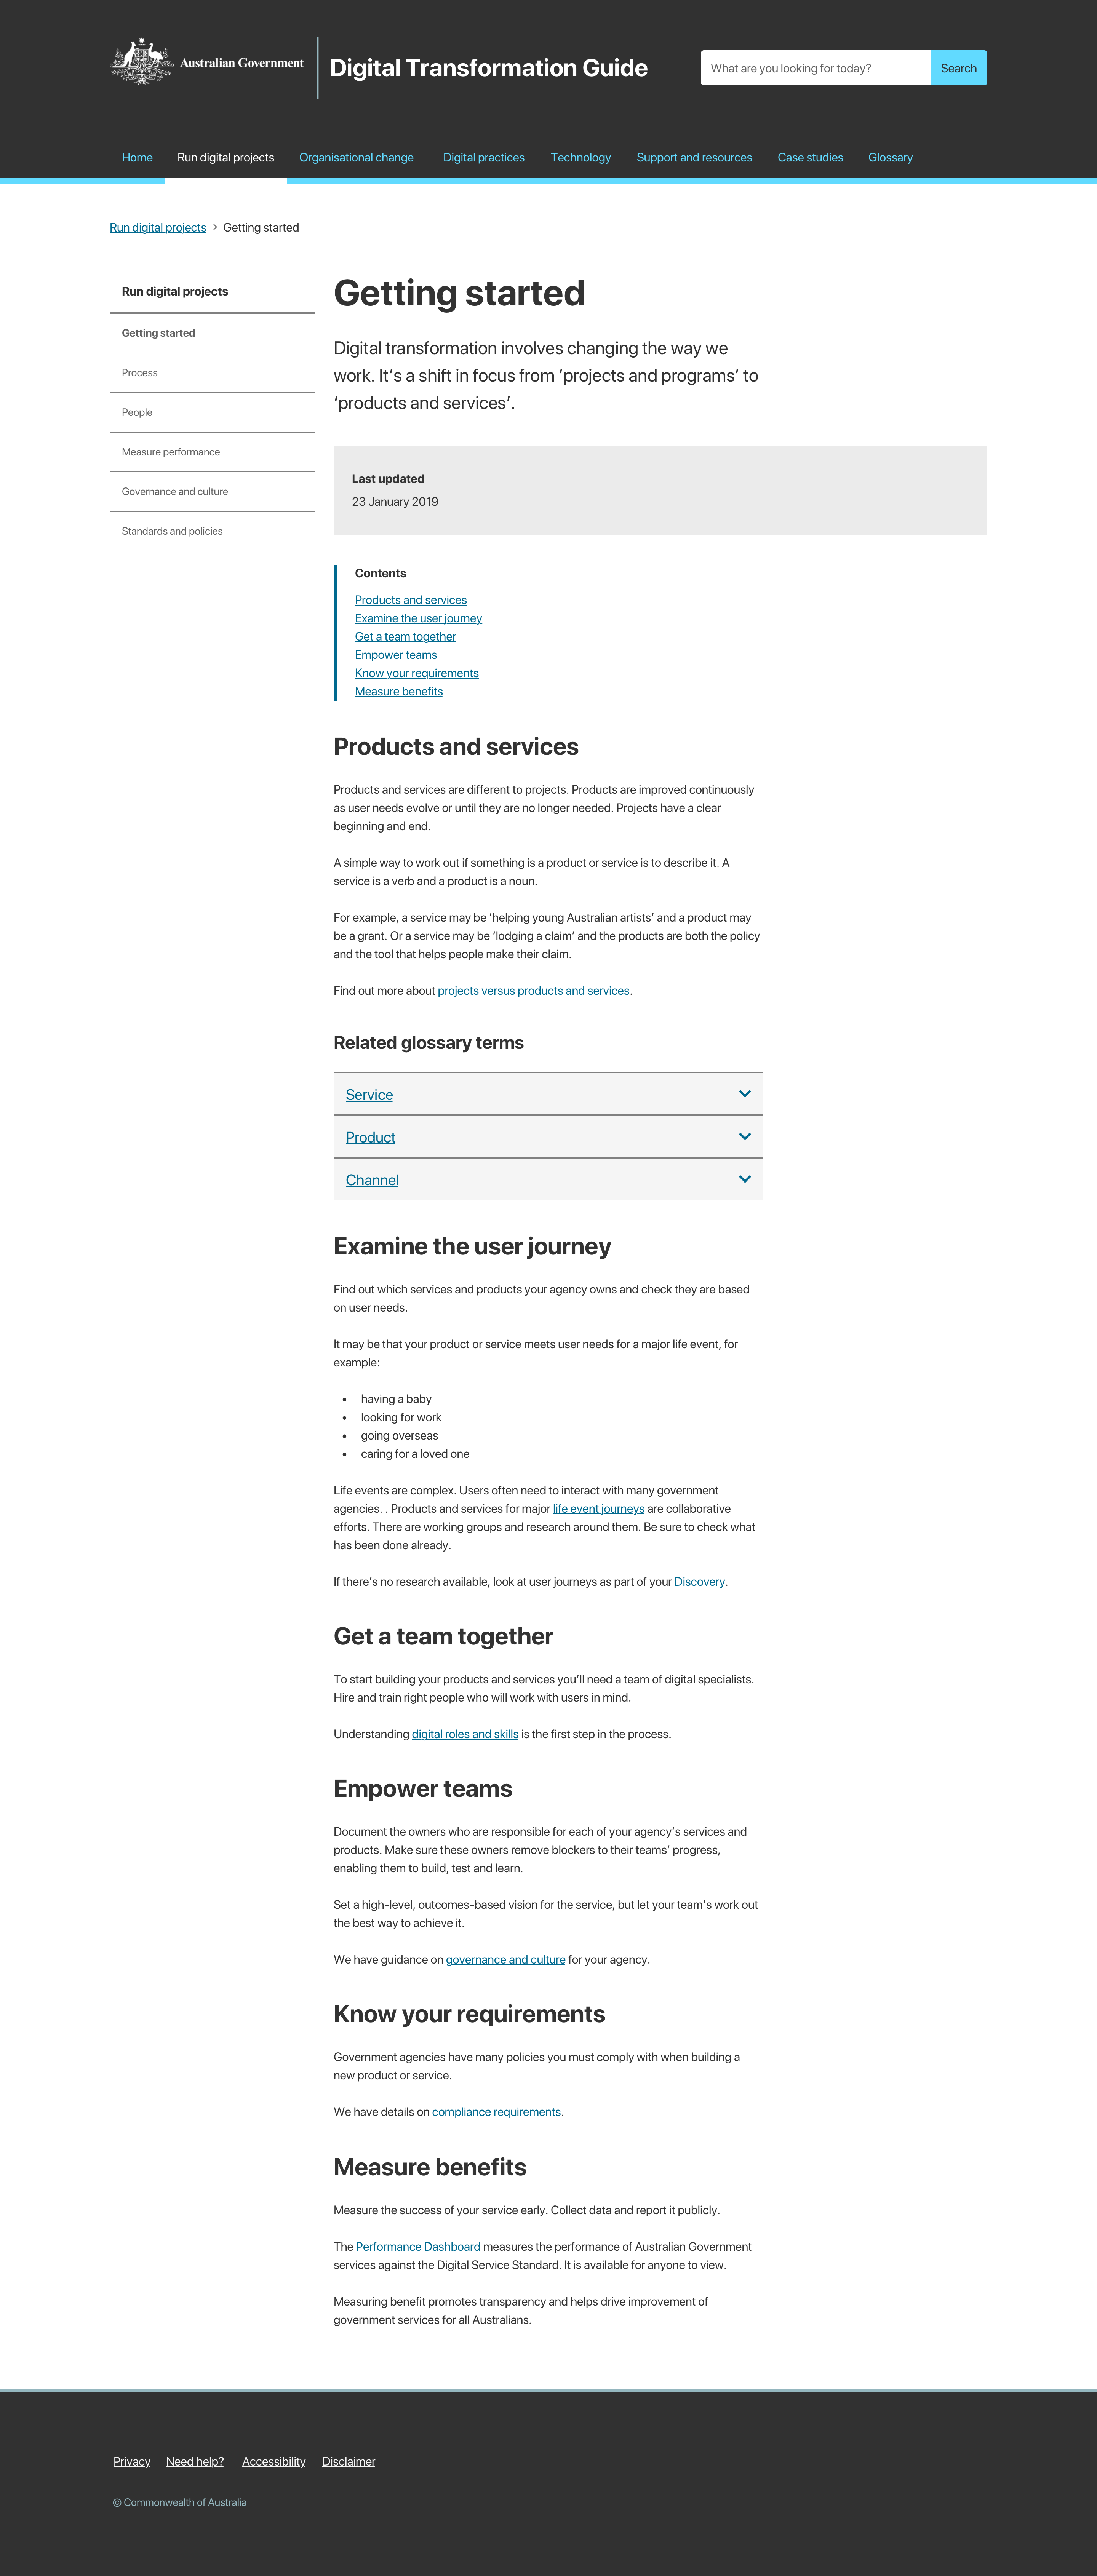 Australian Government
Digital Transformation Guide
What are you looking for today?
Search
Home
Run digital projects
Organisational change
Digital practices
Technology
Support and resources
Case studies
Glossary
Run digital projects > Getting started
Run digital projects
Getting started
Process
People
Measure performance
Governance and culture
Standards and policies
Getting started
Digital transformation involves changing the way we
work. It’s a shift in focus from ‘projects and programs’ to
‘products and services’.
Last updated
23 January 2019
Contents
Products and services
Examine the user journey
Get a team together
Empower teams
Know your requirements
Measure benefits
Products and services
Products and services are different to projects. Products are improved continuously
as user needs evolve or until they are no longer needed. Projects have a clear
beginning and end.
A simple way to work out if something is a product or service is to describe it. A
service is a verb and a product is a noun.
For example, a service may be ‘helping young Australian artists’ and a product may
be a grant. Or a service may be ‘lodging a claim’ and the products are both the policy
and the tool that helps people make their claim.
Find out more about projects versus products and services.
Related glossary terms
Service
Product
Channel
Examine the user journey
Find out which services and products your agency owns and check they are based
on user needs.
It may be that your product or service meets user needs for a major life event, for
example:
• having a baby
• looking for work
• going overseas
• caring for a loved one
Life events are complex. Users often need to interact with many government
agencies. . Products and services for major life event journeys are collaborative
efforts. There are working groups and research around them. Be sure to check what
has been done already.
If there’s no research available, look at user journeys as part of your Discovery.
Get a team together
To start building your products and services you’ll need a team of digital specialists.
Hire and train right people who will work with users in mind.
Understanding digital roles and skills is the first step in the process.
Empower teams
Document the owners who are responsible for each of your agency’s services and
products. Make sure these owners remove blockers to their teams’ progress,
enabling them to build, test and learn.
Set a high-level, outcomes-based vision for the service, but let your team’s work out
the best way to achieve it.
We have guidance on governance and culture for your agency.
Know your requirements
Government agencies have many policies you must comply with when building a
new product or service.
We have details on compliance requirements.
Measure benefits
Measure the success of your service early. Collect data and report it publicly.
The Performance Dashboard measures the performance of Australian Government
services against the Digital Service Standard. It is available for anyone to view.
Measuring benefit promotes transparency and helps drive improvement of
government services for all Australians.
Privacy
Need help?
Accessibility
Disclaimer
© Commonwealth of Australia